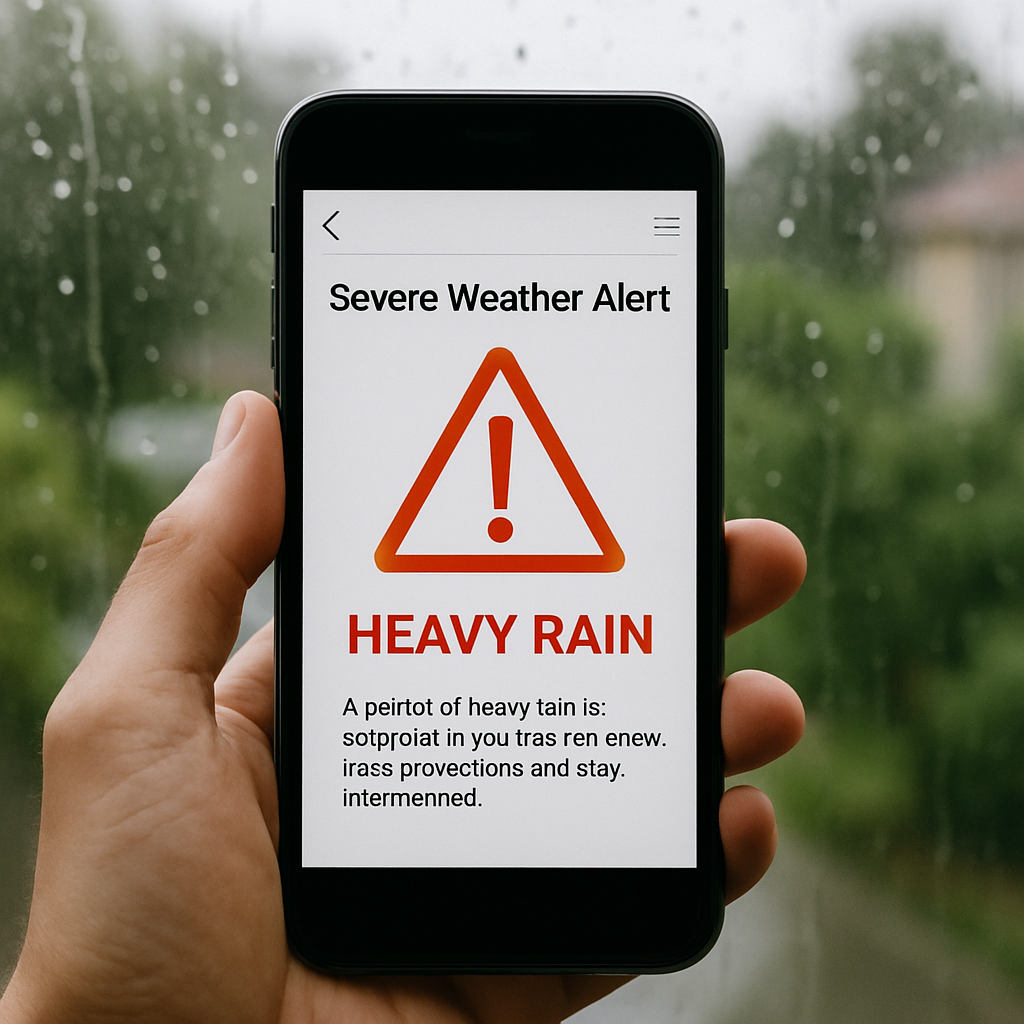 Severe Weather Alert
HEAVY RAIN
A peirtot of heavy tain is:
sotproiat in you tras ren enew.
irass provections and stay.
intermenned.